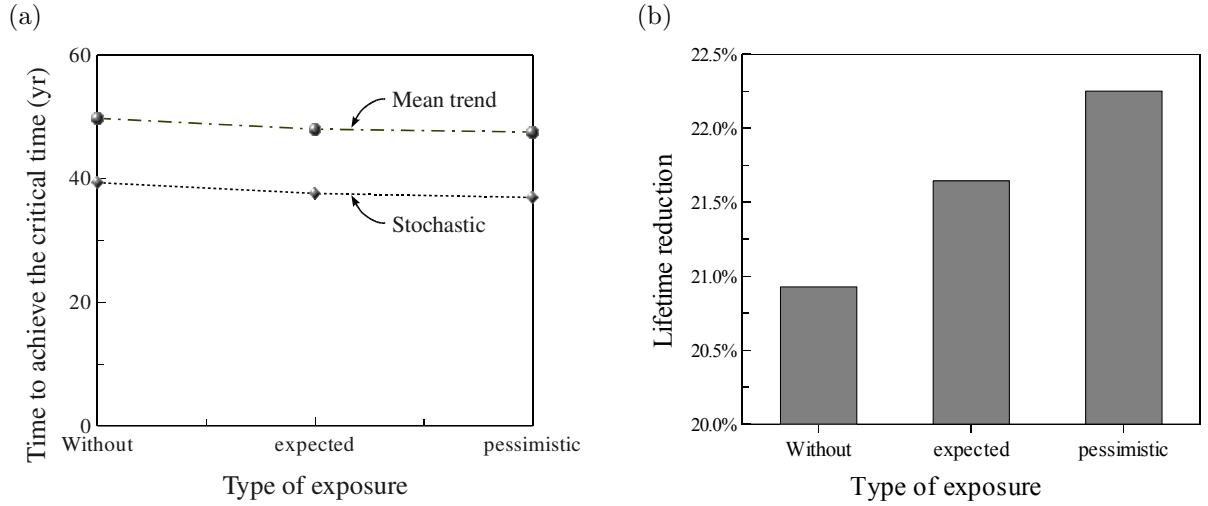 (a)
Time to achieve the critical time (yr)
60
40
20
0
Mean trend
Stochastic
Without
expected
pessimistic
Type of exposure
(b)
Lifetime reduction
22.5%
22.0%
21.5%
21.0%
20.5%
20.0%
Without
expected
pessimistic
Type of exposure